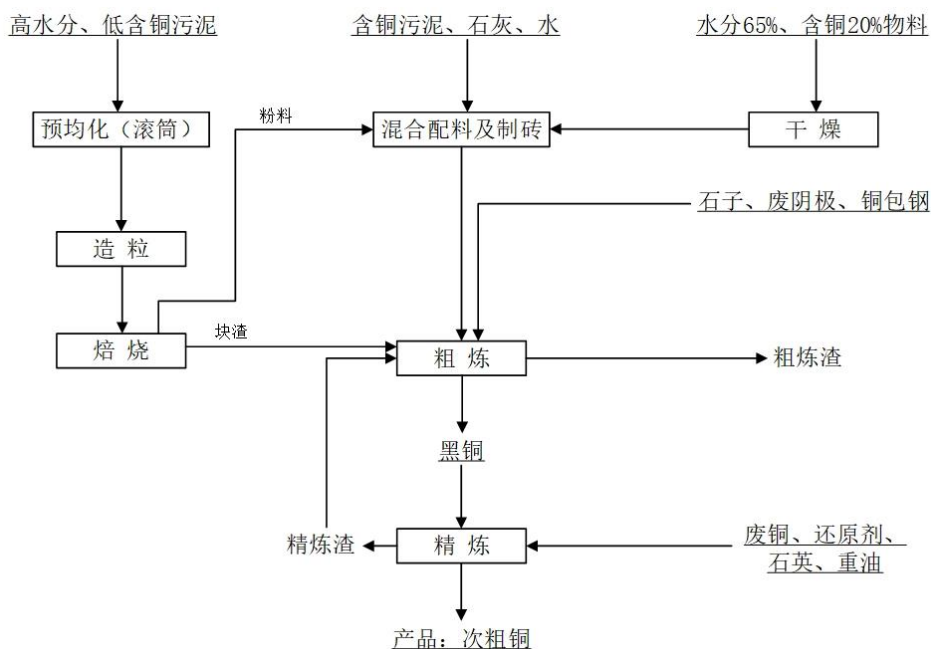 高水分、低含铜污泥
含铜污泥、石灰、水
水分65%、含铜20%物料
粉料
预均化（滚筒）
混合配料及制砖
干 燥
石子、废阴极、铜包钢
造 粒
块渣
焙 烧
粗 炼
粗炼渣
黑铜
废铜、还原剂、
石英、重油
精炼渣
精 炼
产品：次粗铜